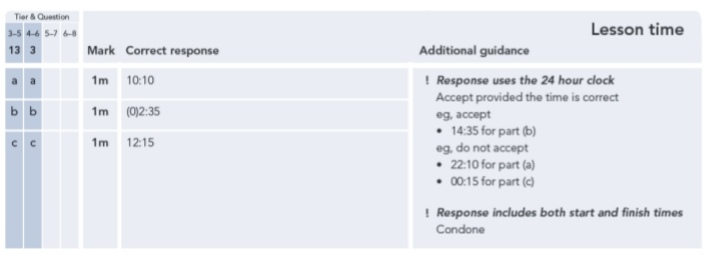 Tier & Question
3–5 4–6 5–7 6–8
Lesson time
13 3
Mark Correct response
Additional guidance
a a 1m 10:10
! Response uses the 24 hour clock
Accept provided the time is correct
b b 1m (0)2:35
eg, accept
• 14:35 for part (b)
c c 1m 12:15
eg, do not accept
• 22:10 for part (a)
• 00:15 for part (c)
! Response includes both start and finish times
Condone